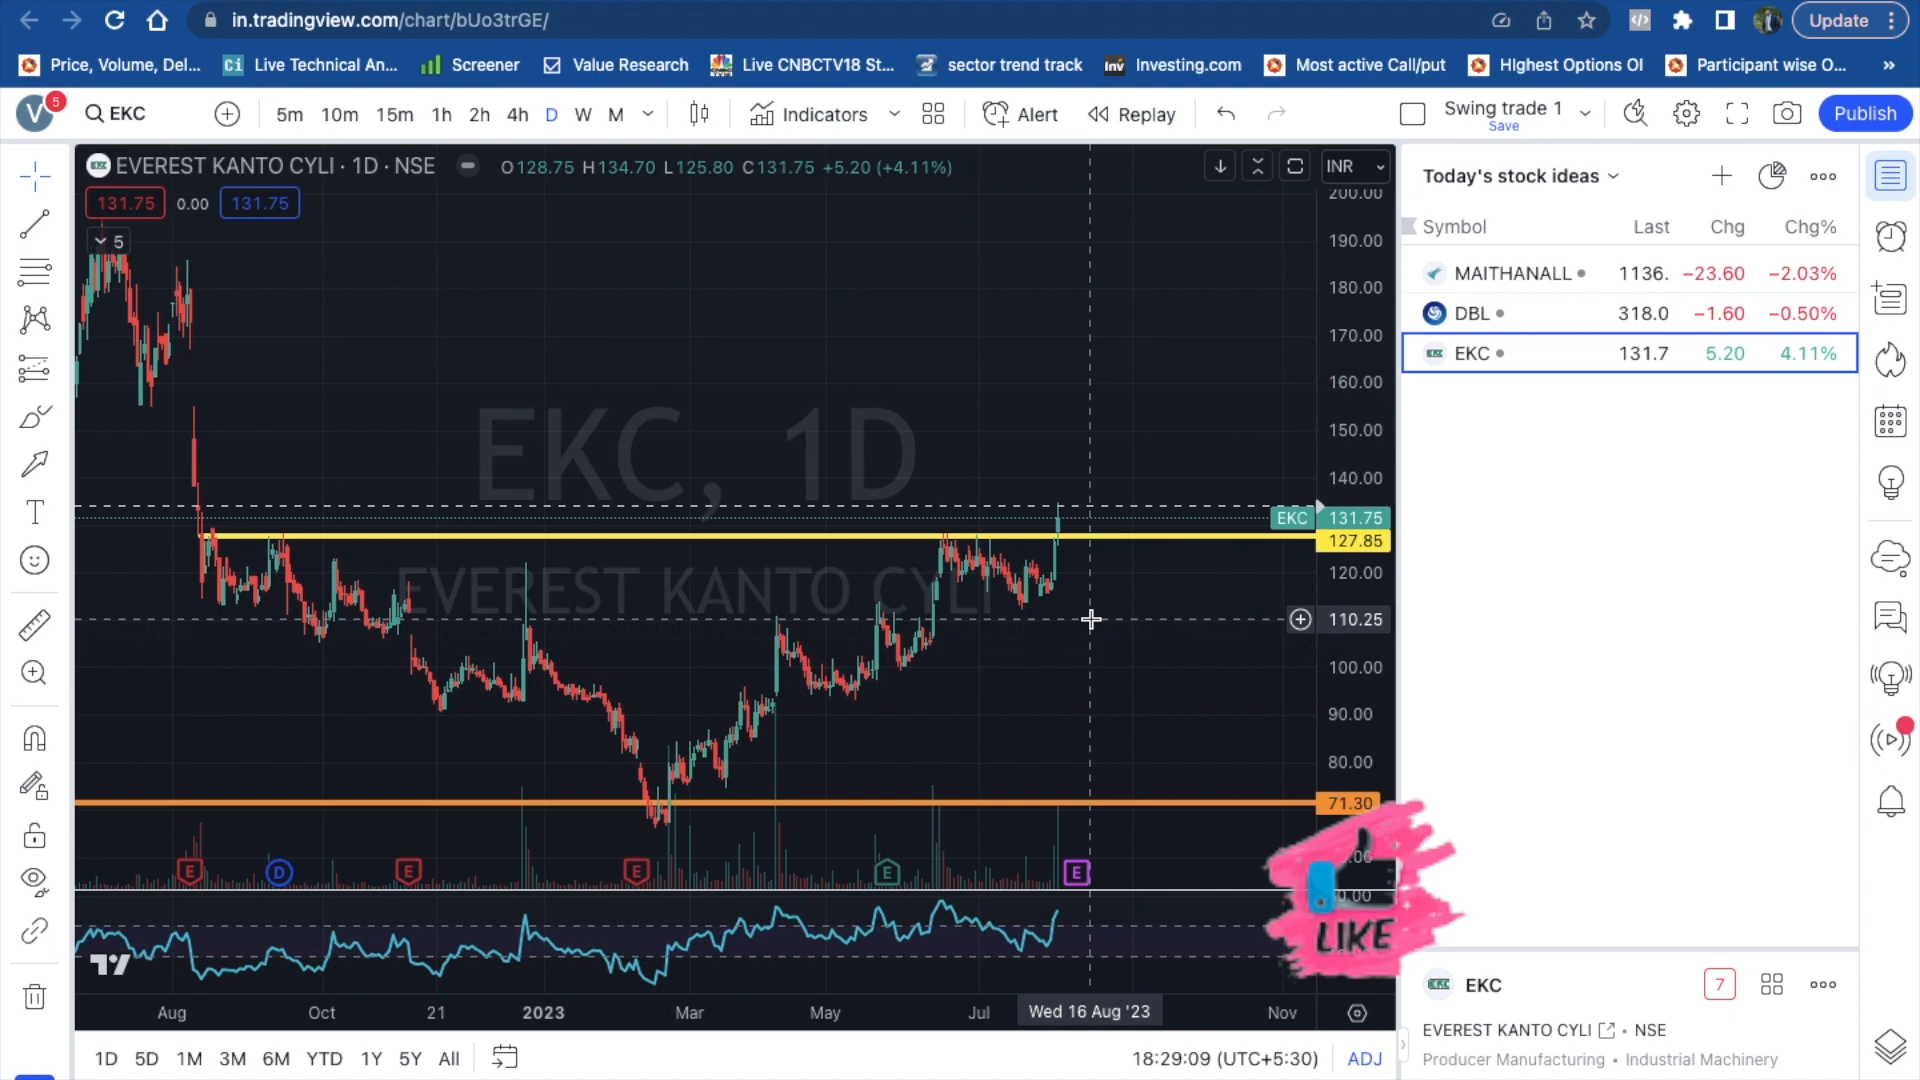 in.tradingview.com/chart/bUo3trGE/
Update
Price, Volume, Del...
Ci Live Technical An...
Screener
Value Research
Live CNBCTV18 St...
sector trend track
Inv Investing.com
Most active Call/put
HIghest Options OI
Participant wise O...
»
V 5
EKC
5m 10m 15m 1h 2h 4h D W M
Indicators
Alert
Replay
Swing trade 1
Save
Publish
EKC EVEREST KANTO CYLI · 1D · NSE
O128.75 H134.70 L125.80 C131.75 +5.20 (+4.11%)
INR
131.75 0.00 131.75
5
200.00
190.00
180.00
170.00
160.00
150.00
140.00
EKC 131.75
127.85
120.00
110.25
100.00
90.00
80.00
71.30
EKC, 1D
EVEREST KANTO CYLI
E D E E E E
LIKE
Aug Oct 21 2023 Mar May Jul Wed 16 Aug '23 Nov
1D 5D 1M 3M 6M YTD 1Y 5Y All
18:29:09 (UTC+5:30) ADJ
Today's stock ideas
Symbol Last Chg Chg%
MAITHANALL 1136. −23.60 −2.03%
DBL 318.0 −1.60 −0.50%
EKC EKC 131.7 5.20 4.11%
EKC EKC 7
EVEREST KANTO CYLI • NSE
Producer Manufacturing • Industrial Machinery